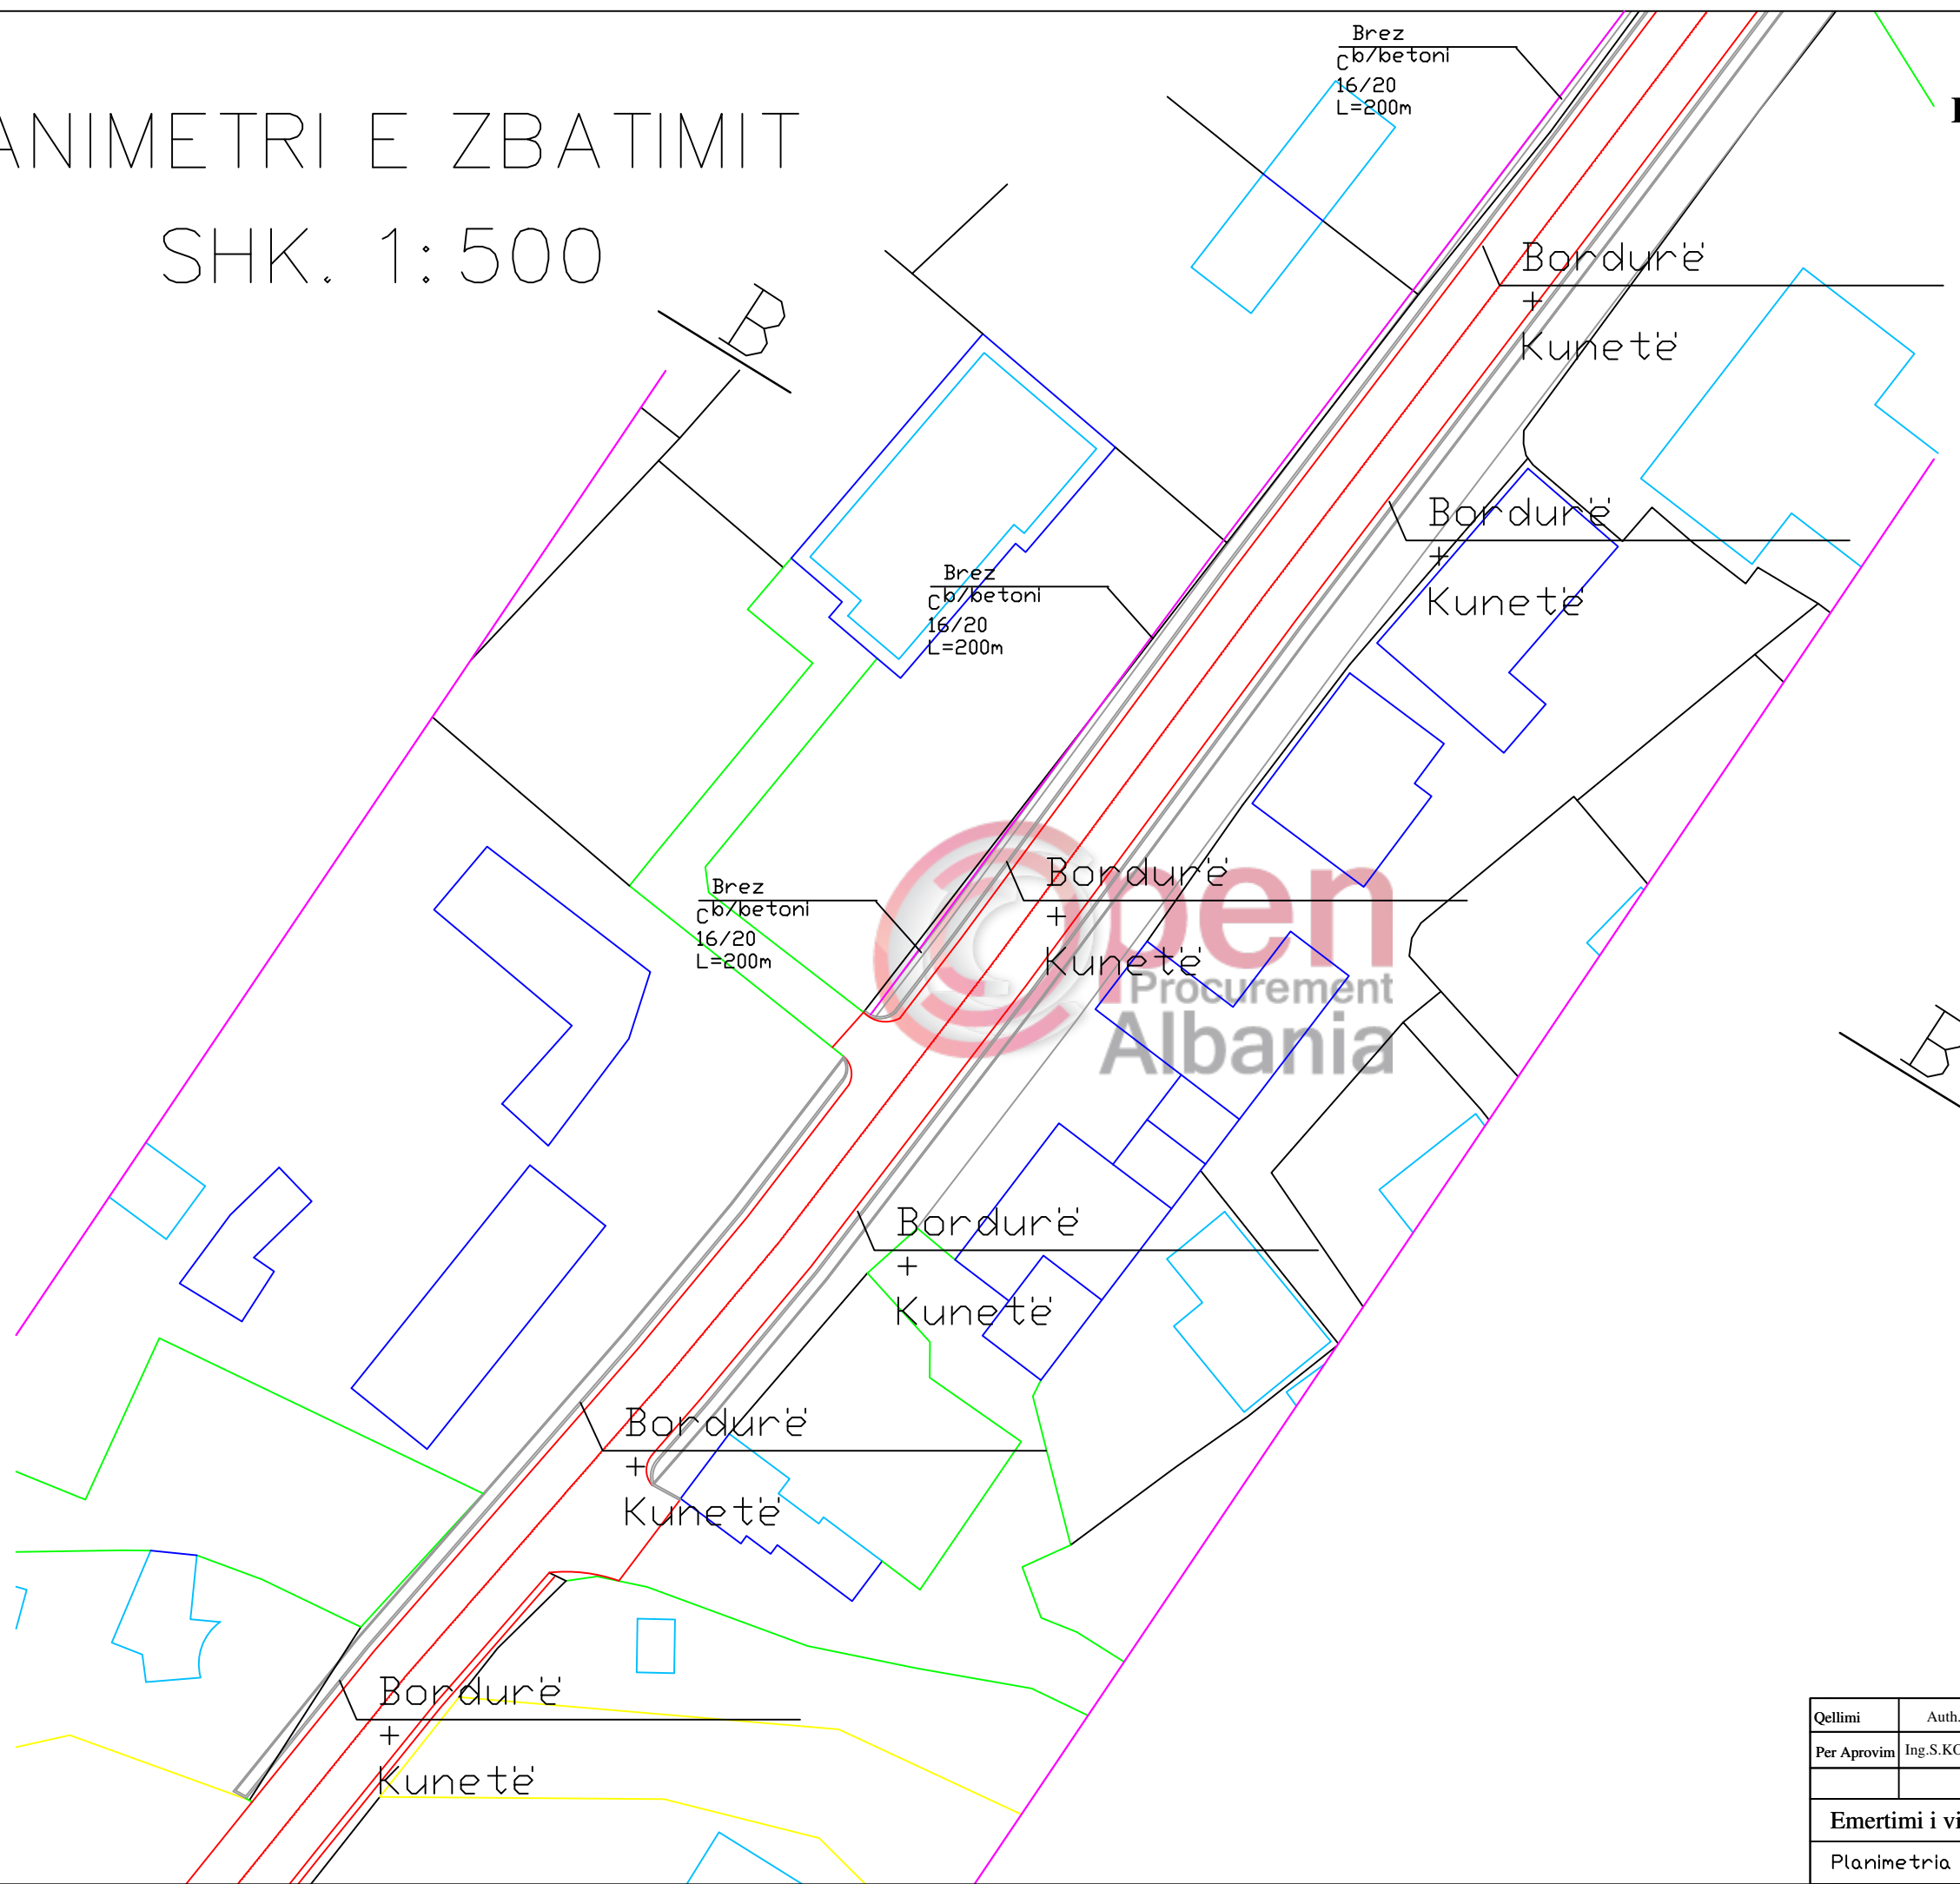 ANIMETRI E ZBATIMIT
SHK. 1:500
Brez
b/betoni
C
16/20
L=200m
B
Bordurë
+
Kunetë
Bordurë
+
Kunetë
Brez
b/betoni
C
16/20
L=200m
Bordurë
+
Kunetë
Brez
b/betoni
C
16/20
L=200m
Open
Procurement
Albania
B
Bordurë
+
Kunetë
Bordurë
+
Kunetë
Bordurë
+
Kunetë
Qellimi Auth.
Per Aprovim Ing.S.KO
Emertimi i vi
Planimetria